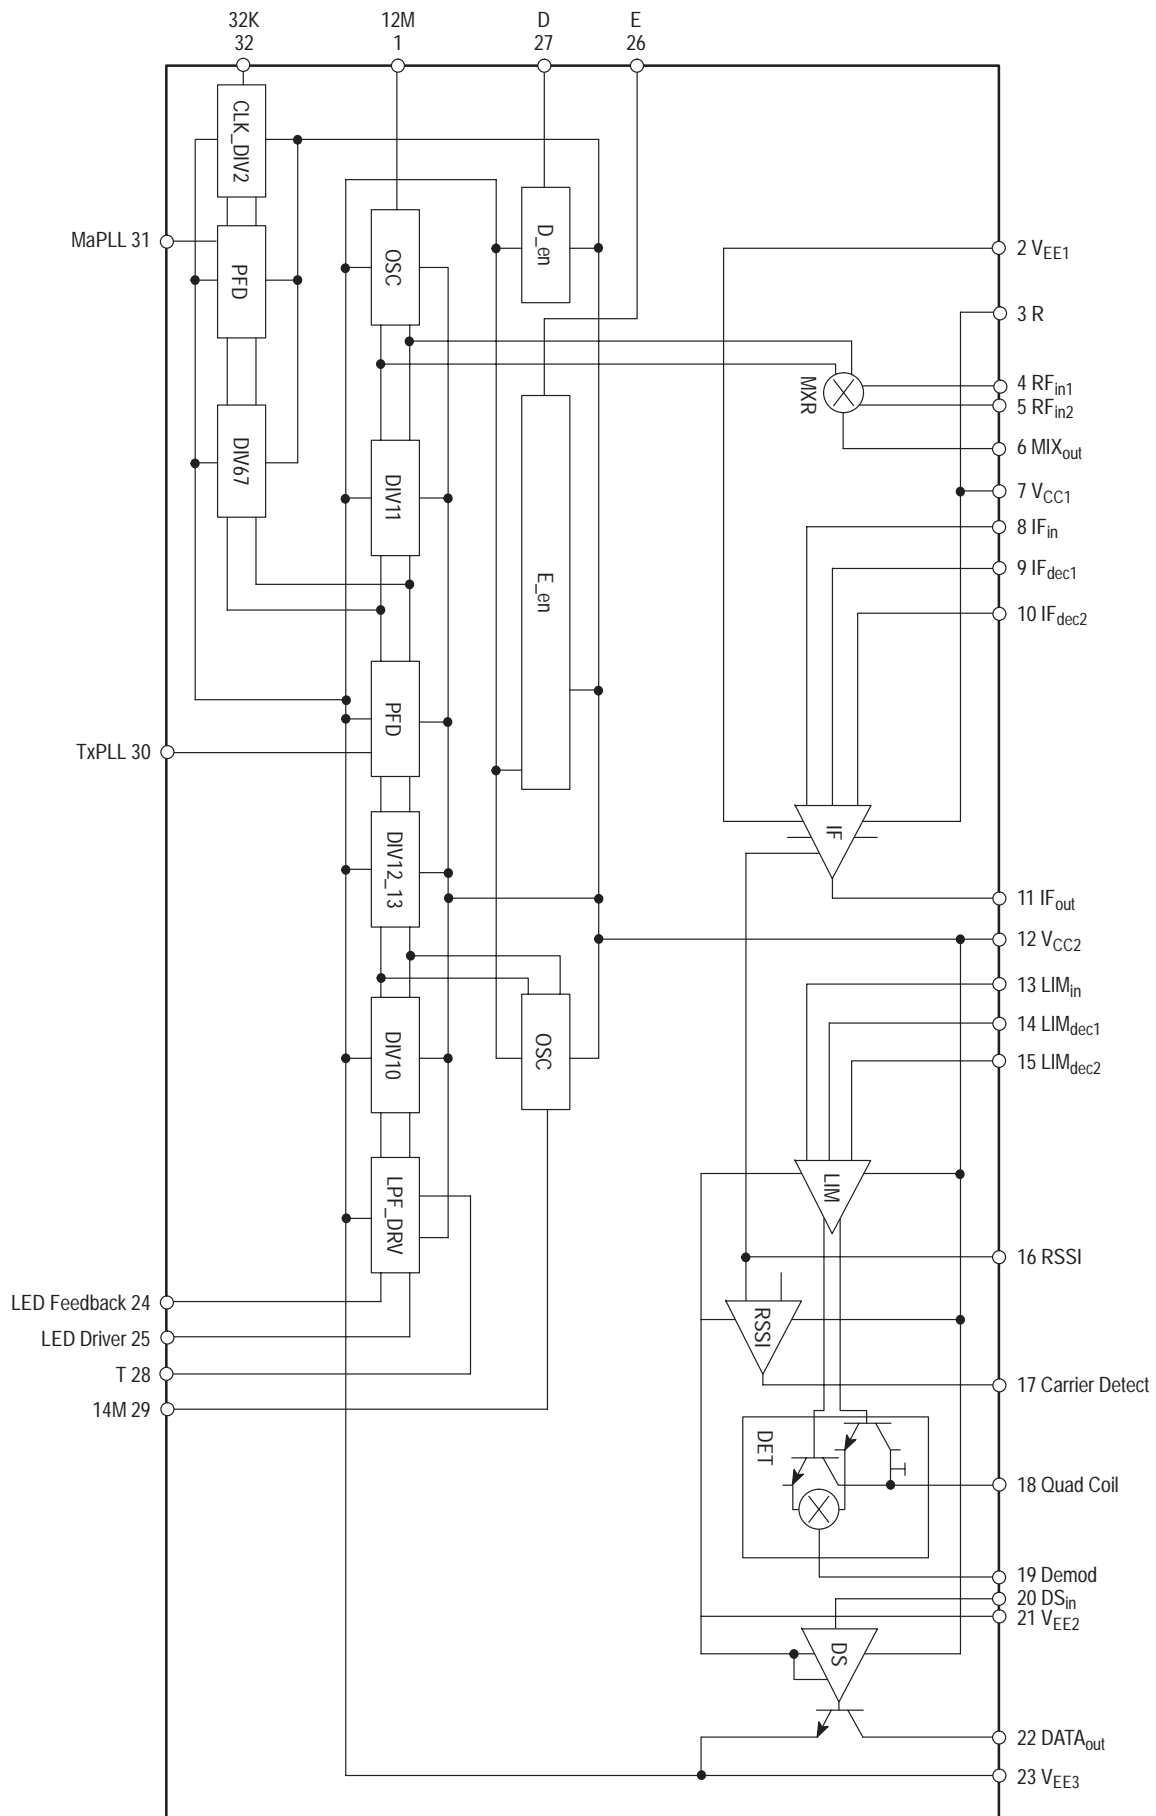 32K
32
12M
1
D
27
E
26
CLK_DIV2
MaPLL 31
PFD
DIV67
OSC
D_en
2 VEE1
3 R
MXR
4 RFin1
5 RFin2
6 MIXout
7 VCC1
8 IFin
9 IFdec1
10 IFdec2
DIV11
E_en
PFD
TxPLL 30
DIV12_13
IF
11 IFout
12 VCC2
13 LIMin
14 LIMdec1
15 LIMdec2
DIV10
OSC
LPF_DRV
LIM
16 RSSI
LED Feedback 24
LED Driver 25
T 28
14M 29
RSSI
17 Carrier Detect
DET
18 Quad Coil
19 Demod
20 DSin
21 VEE2
DS
22 DATAout
23 VEE3